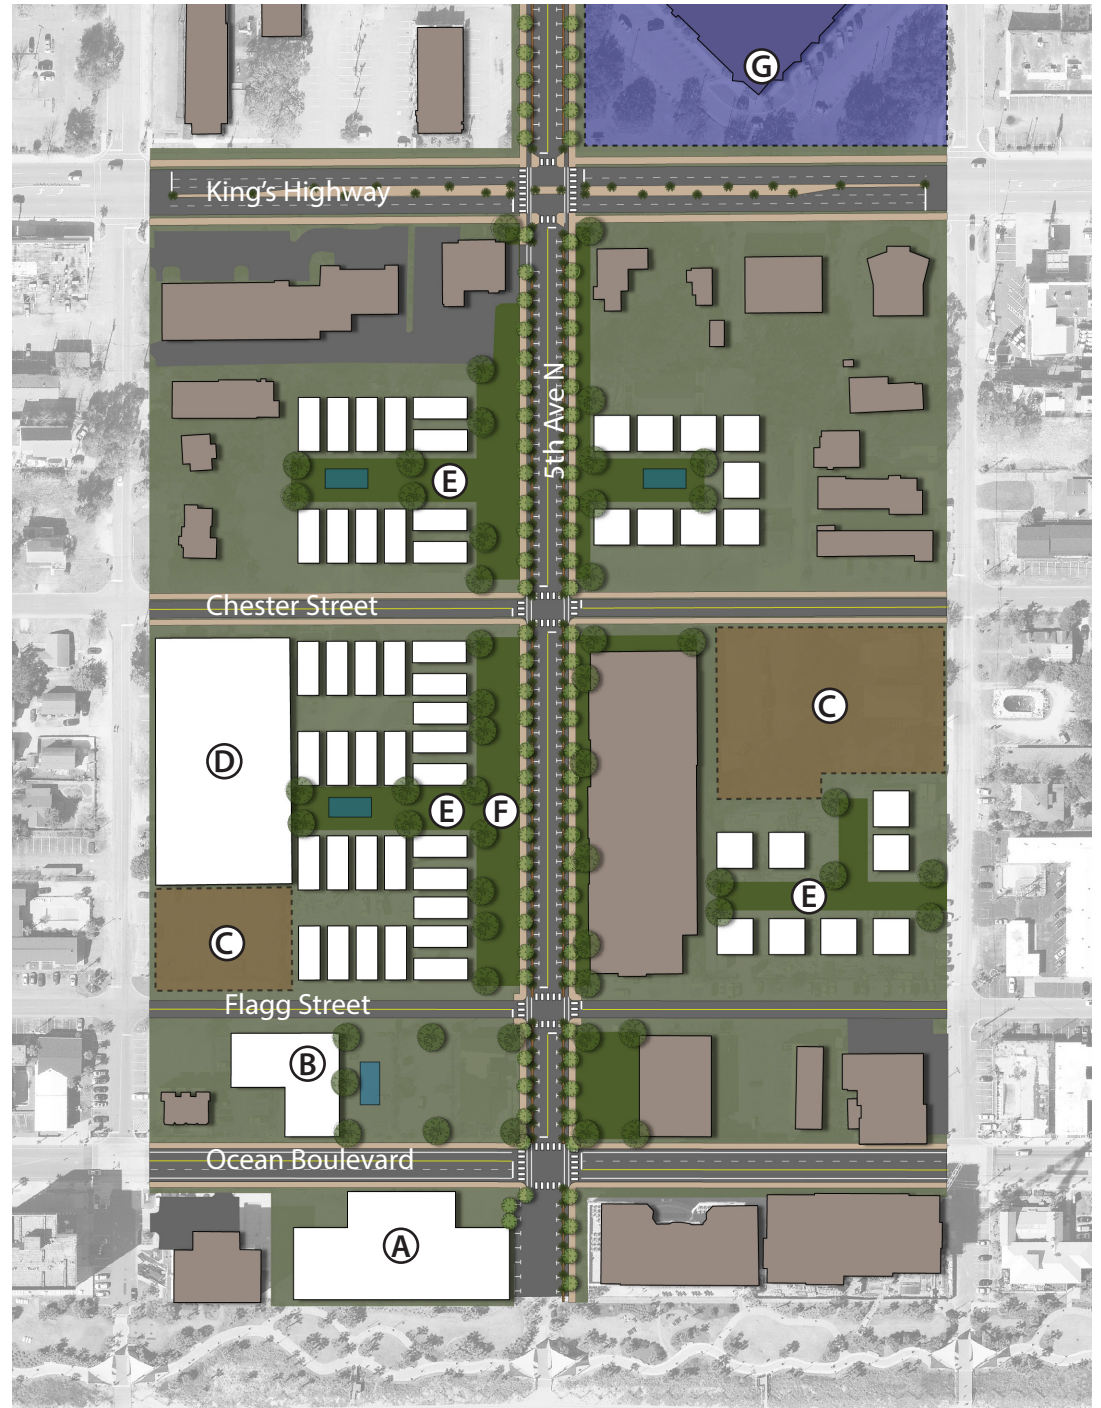 G
King's Highway
5th Ave N
E
Chester Street
C
D
E
F
E
C
Flagg Street
B
Ocean Boulevard
A